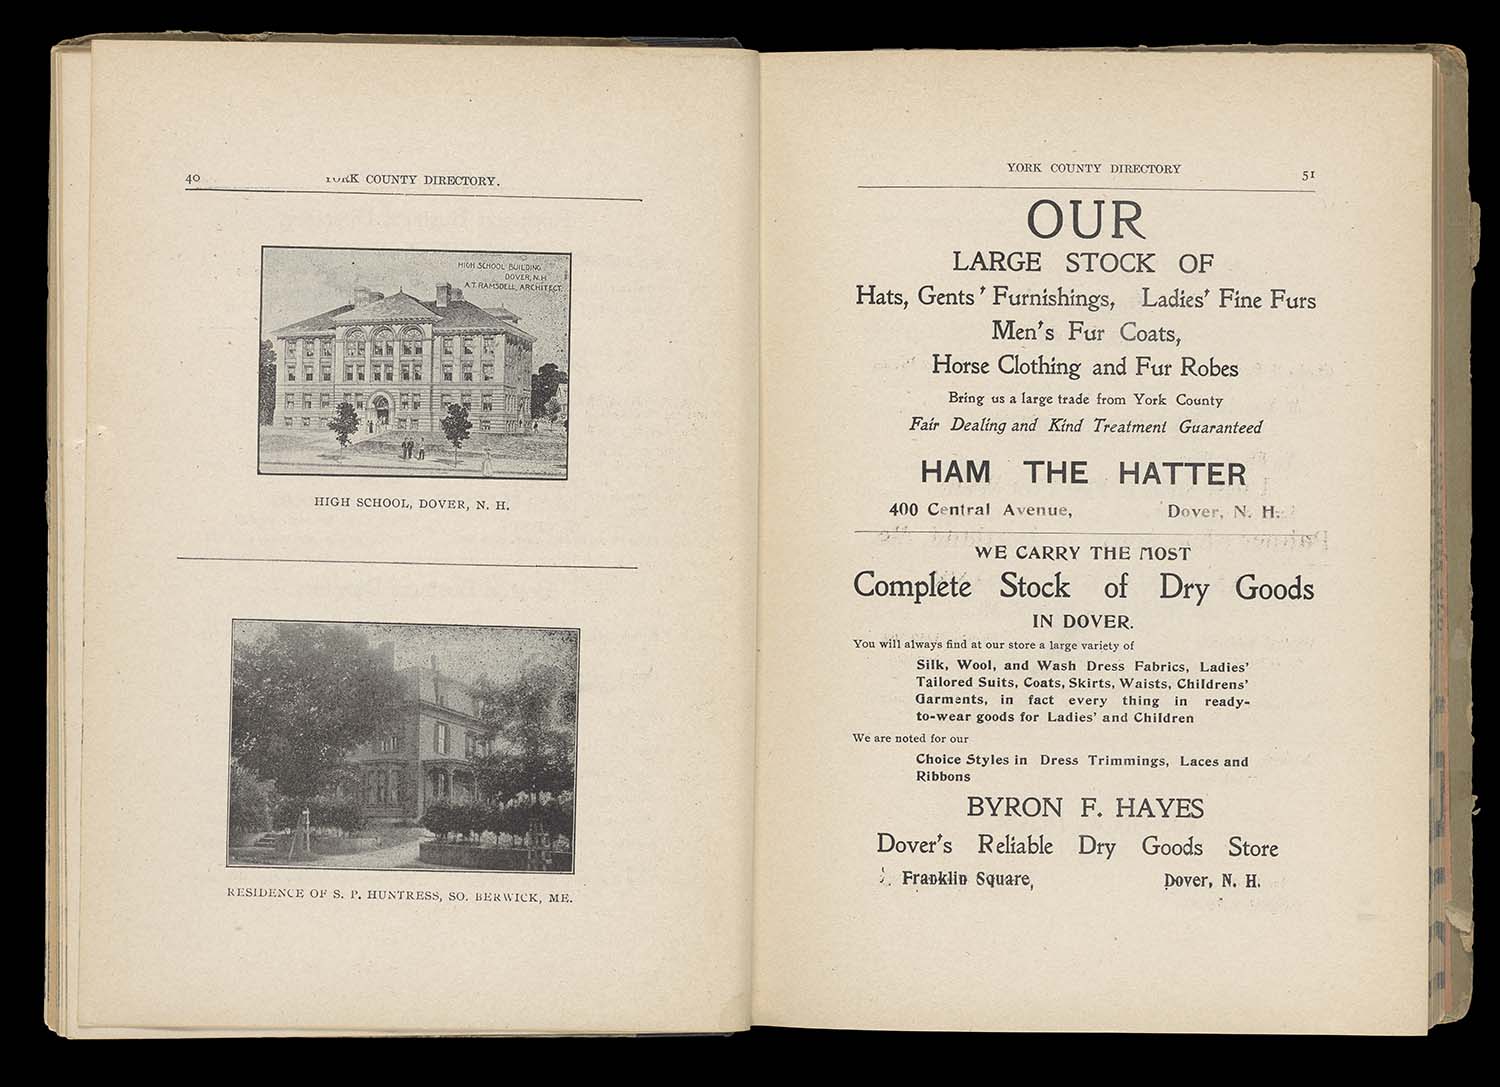 40 YORK COUNTY DIRECTORY.
HIGH SCHOOL BUILDING
DOVER, N.H.
A.T. RAMSDELL, ARCHITECT.
HIGH SCHOOL, DOVER, N. H.
RESIDENCE OF S. P. HUNTRESS, SO. BERWICK, ME.
YORK COUNTY DIRECTORY 51
OUR
LARGE STOCK OF
Hats, Gents' Furnishings, Ladies' Fine Furs
Men's Fur Coats,
Horse Clothing and Fur Robes
Bring us a large trade from York County
Fair Dealing and Kind Treatment Guaranteed
HAM THE HATTER
400 Central Avenue, Dover, N. H.
WE CARRY THE MOST
Complete Stock of Dry Goods
IN DOVER.
You will always find at our store a large variety of
Silk, Wool, and Wash Dress Fabrics, Ladies'
Tailored Suits, Coats, Skirts, Waists, Childrens'
Garments, in fact every thing in ready-
to-wear goods for Ladies' and Children
We are noted for our
Choice Styles in Dress Trimmings, Laces and
Ribbons
BYRON F. HAYES
Dover's Reliable Dry Goods Store
Franklin Square, Dover, N. H.